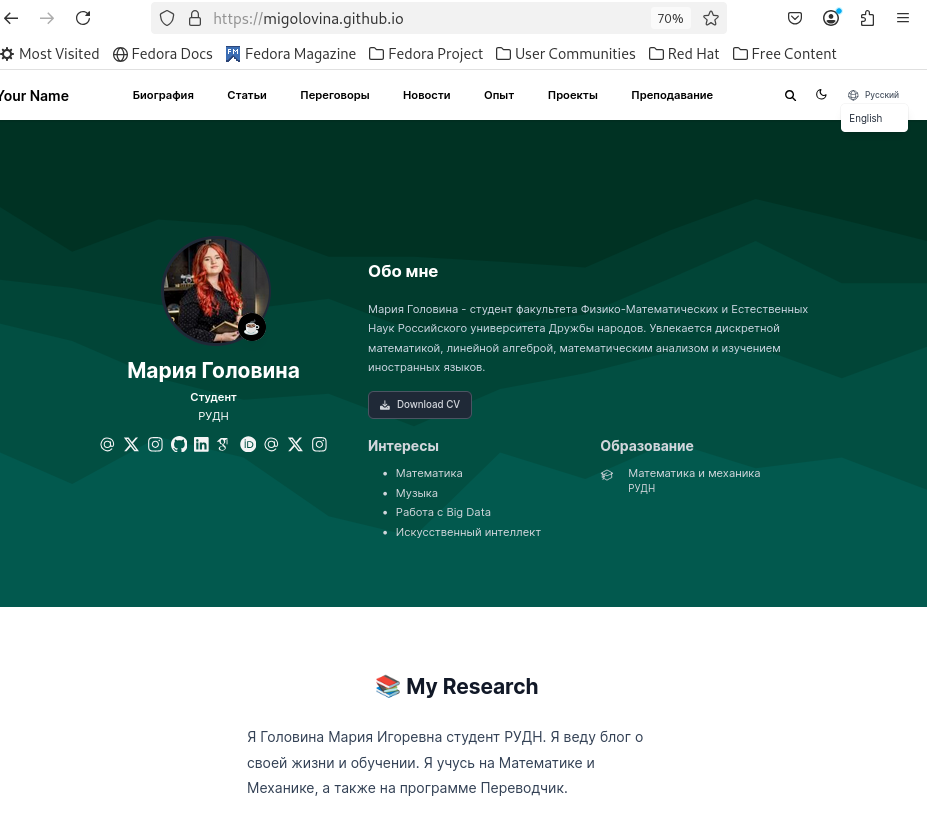 https://migolovina.github.io
70%
Most Visited Fedora Docs Fedora Magazine Fedora Project User Communities Red Hat Free Content
Your Name Биография Статьи Переговоры Новости Опыт Проекты Преподавание Русский
English
Обо мне
Мария Головина - студент факультета Физико-Математических и Естественных
Наук Российского университета Дружбы народов. Увлекается дискретной
математикой, линейной алгеброй, математическим анализом и изучением
иностранных языков.
Мария Головина
Студент
РУДН
Download CV
Интересы
Математика
Музыка
Работа с Big Data
Искусственный интеллект
Образование
Математика и механика
РУДН
My Research
Я Головина Мария Игоревна студент РУДН. Я веду блог о
своей жизни и обучении. Я учусь на Математике и
Механике, а также на программе Переводчик.